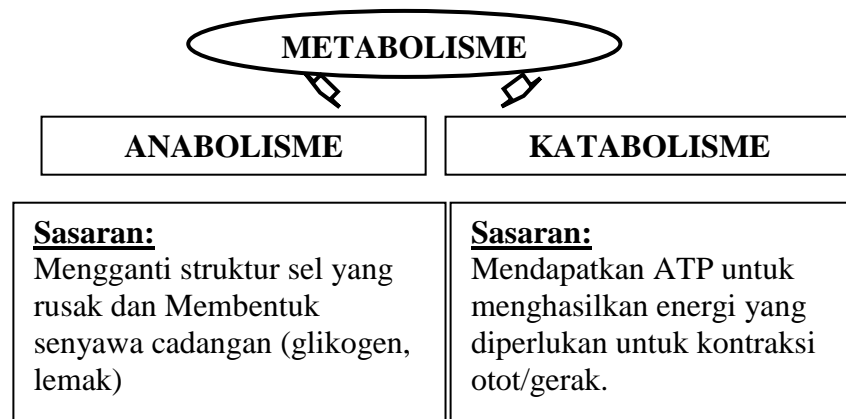 METABOLISME
ANABOLISME
KATABOLISME
Sasaran:
Mengganti struktur sel yang
rusak dan Membentuk
senyawa cadangan (glikogen,
lemak)
Sasaran:
Mendapatkan ATP untuk
menghasilkan energi yang
diperlukan untuk kontraksi
otot/gerak.